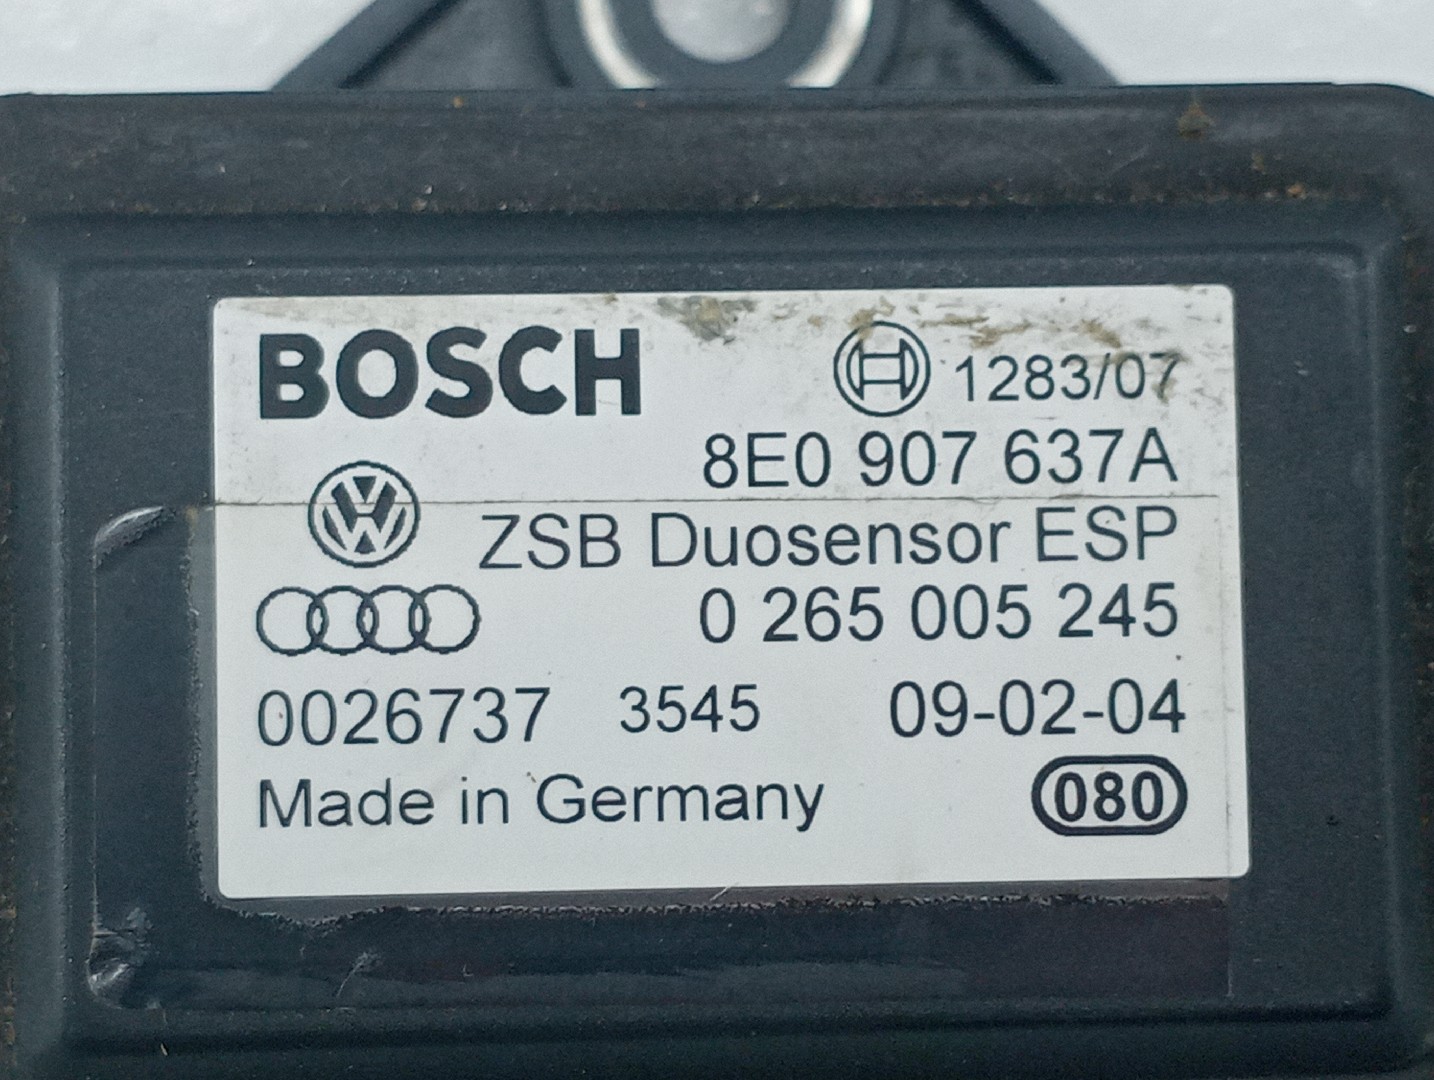 BOSCH 1283/07
8E0 907 637A
ZSB Duosensor ESP
0 265 005 245
0026737 3545 09-02-04
Made in Germany 080